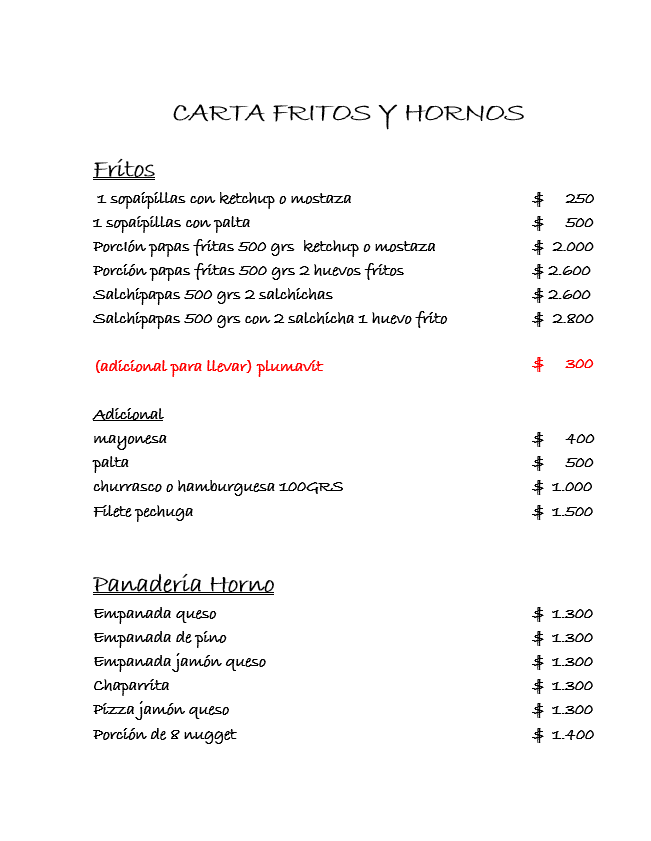 CARTA FRITOS Y HORNOS
Fritos
1 sopaipillas con ketchup o mostaza $ 250
1 sopaipillas con palta $ 500
Porción papas fritas 500 grs ketchup o mostaza $ 2.000
Porción papas fritas 500 grs 2 huevos fritos $ 2.600
Salchipapas 500 grs 2 salchichas $ 2.600
Salchipapas 500 grs con 2 salchicha 1 huevo frito $ 2.800
(adicional para llevar) plumavit $ 300
Adicional
mayonesa $ 400
palta $ 500
churrasco o hamburguesa 100GRS $ 1.000
Filete pechuga $ 1.500
Panaderia Horno
Empanada queso $ 1.300
Empanada de pino $ 1.300
Empanada jamón queso $ 1.300
Chaparrita $ 1.300
Pizza jamón queso $ 1.300
Porción de 8 nugget $ 1.400